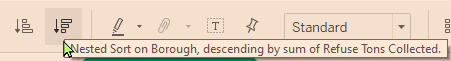 Standard
Nested Sort on Borough, descending by sum of Refuse Tons Collected.